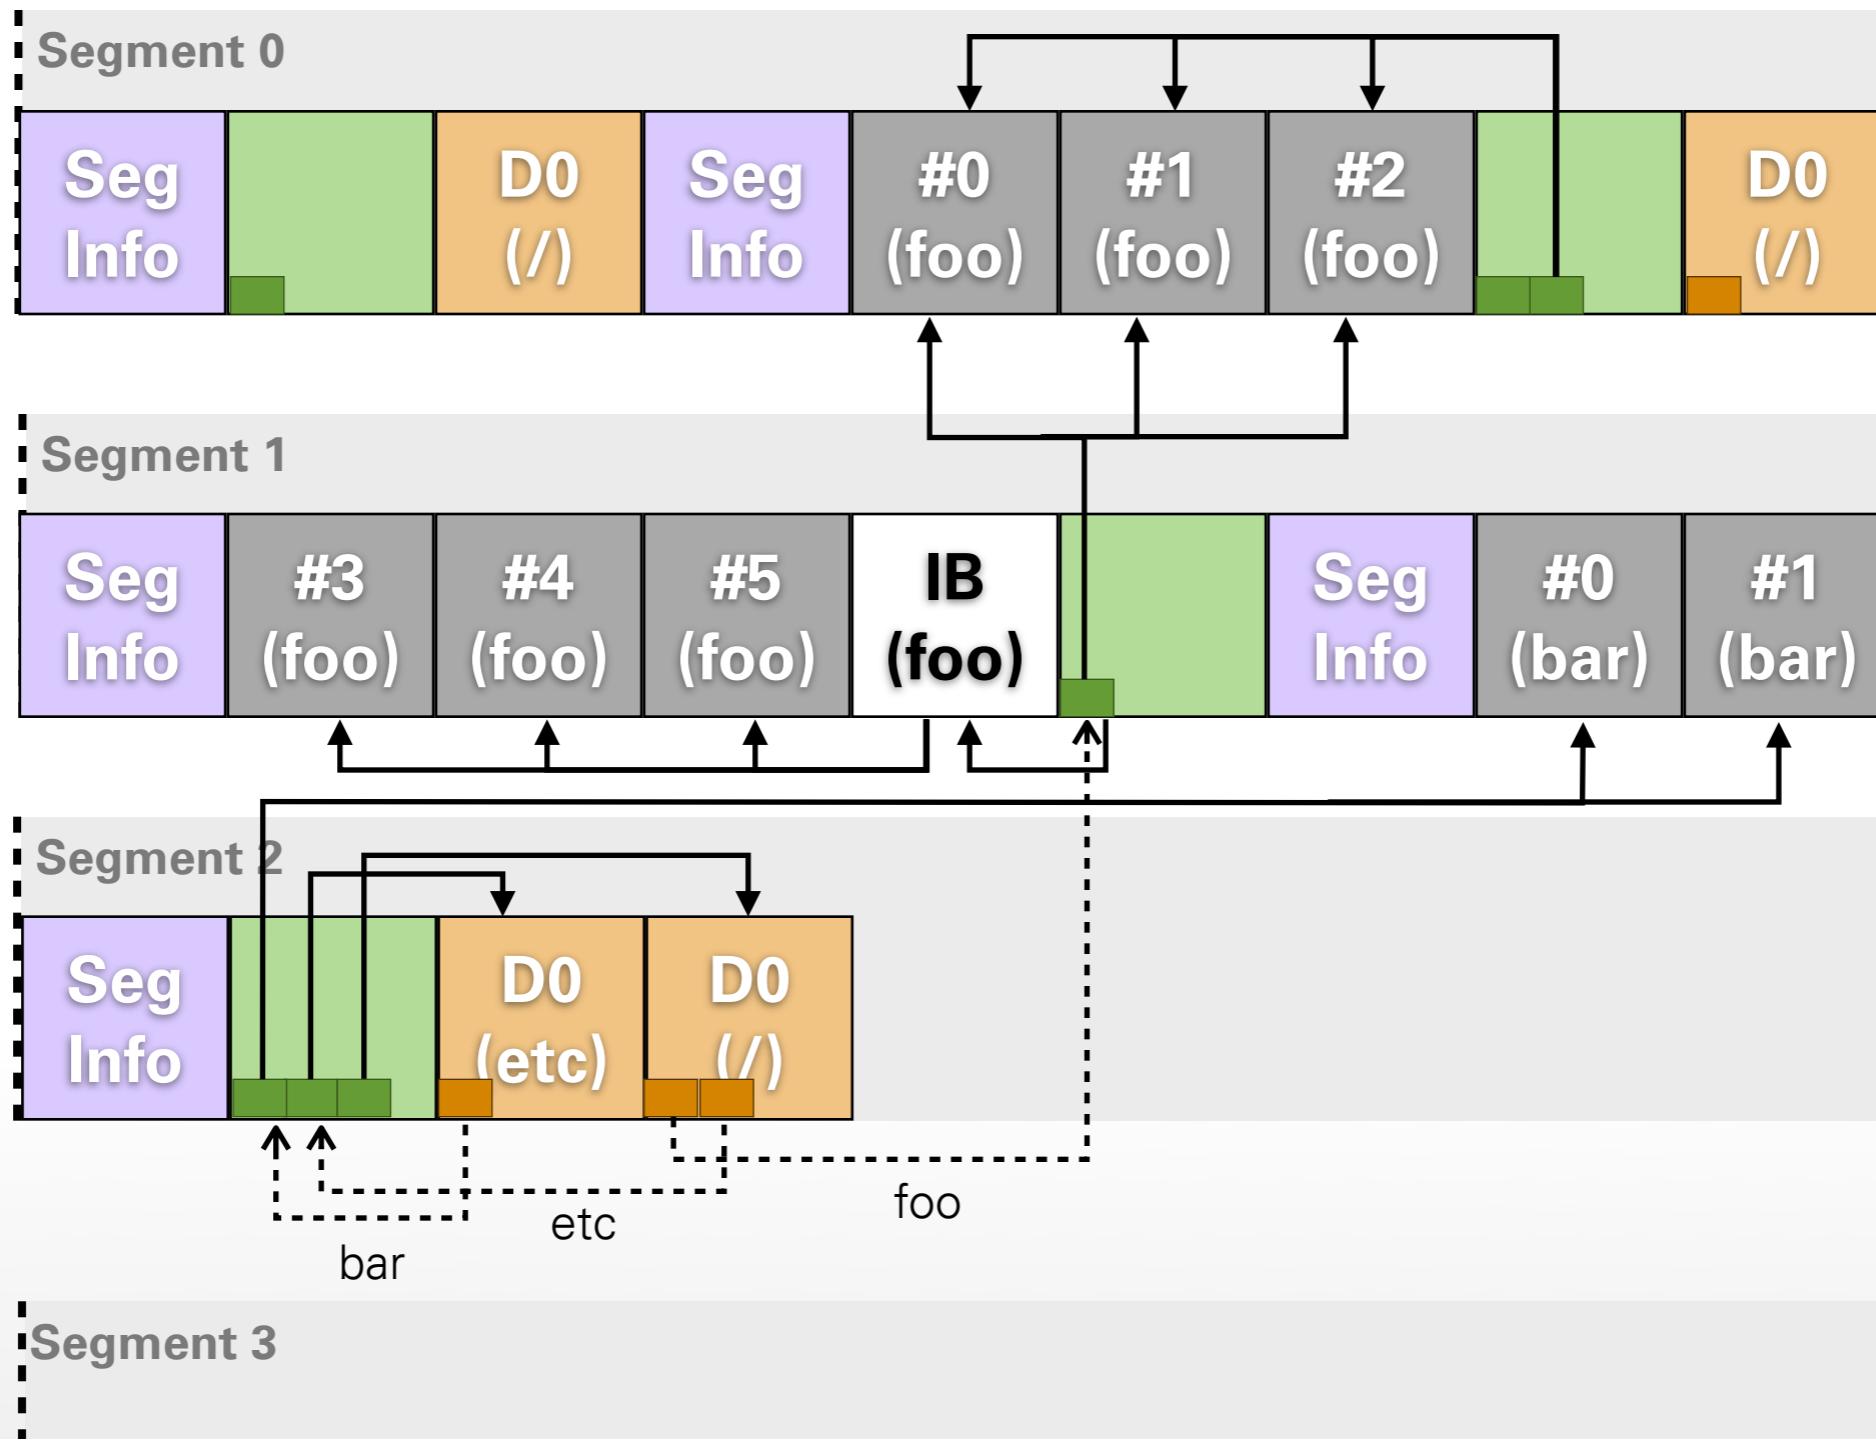 Segment 0
Seg
Info
D0
(/)
Seg
Info
#0
(foo)
#1
(foo)
#2
(foo)
D0
(/)
Segment 1
Seg
Info
#3
(foo)
#4
(foo)
#5
(foo)
IB
(foo)
Seg
Info
#0
(bar)
#1
(bar)
Segment 2
Seg
Info
D0
(etc)
D0
(/)
foo
etc
bar
Segment 3